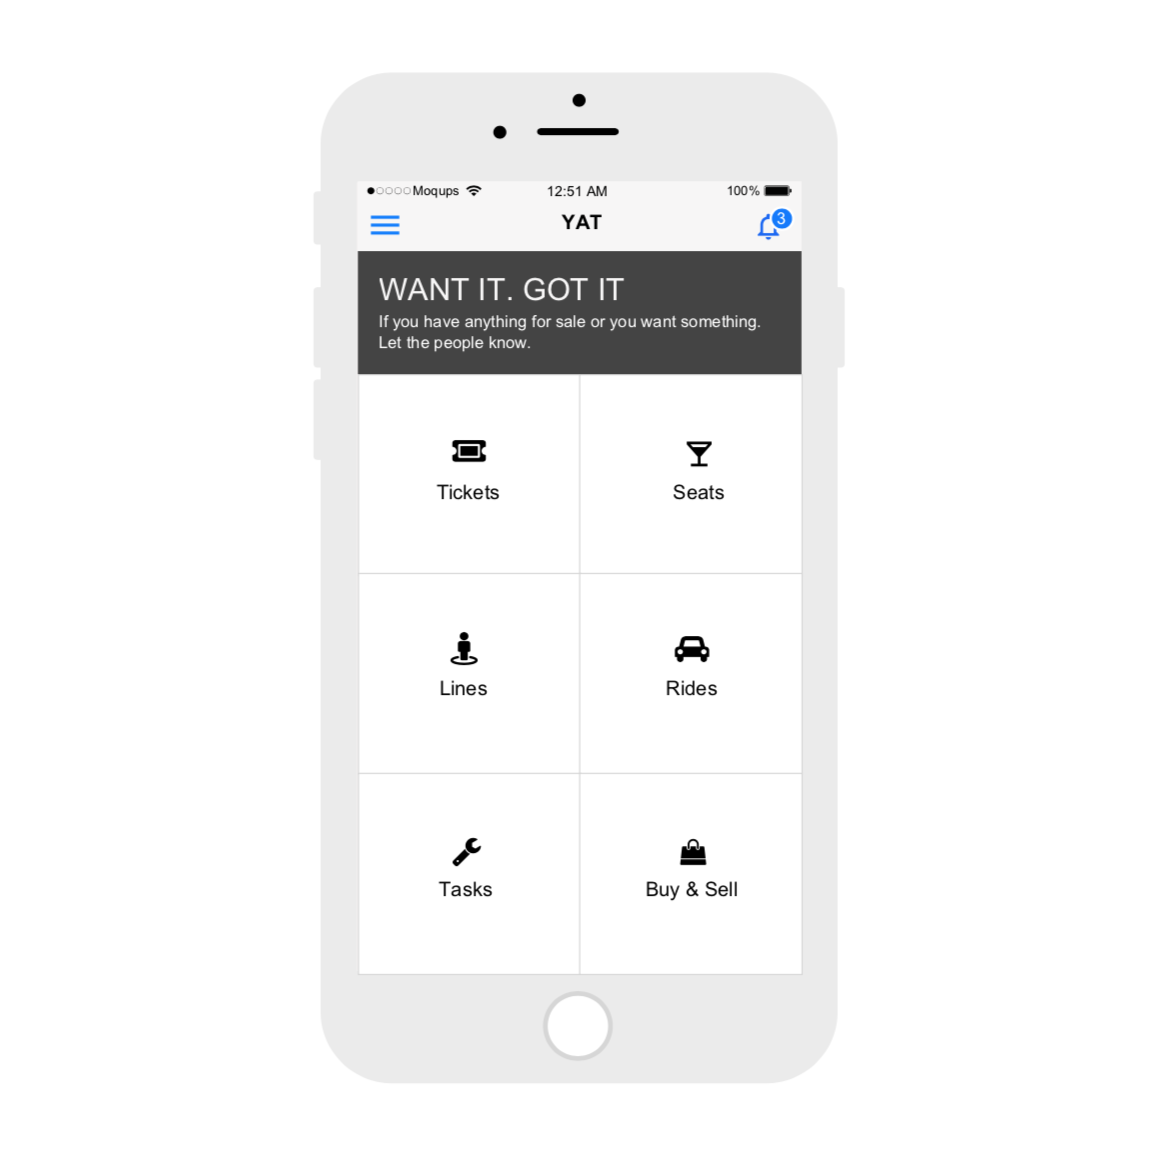 Moqups 12:51 AM 100%
YAT 3
WANT IT. GOT IT
If you have anything for sale or you want something.
Let the people know.
Tickets
Seats
Lines
Rides
Tasks
Buy & Sell